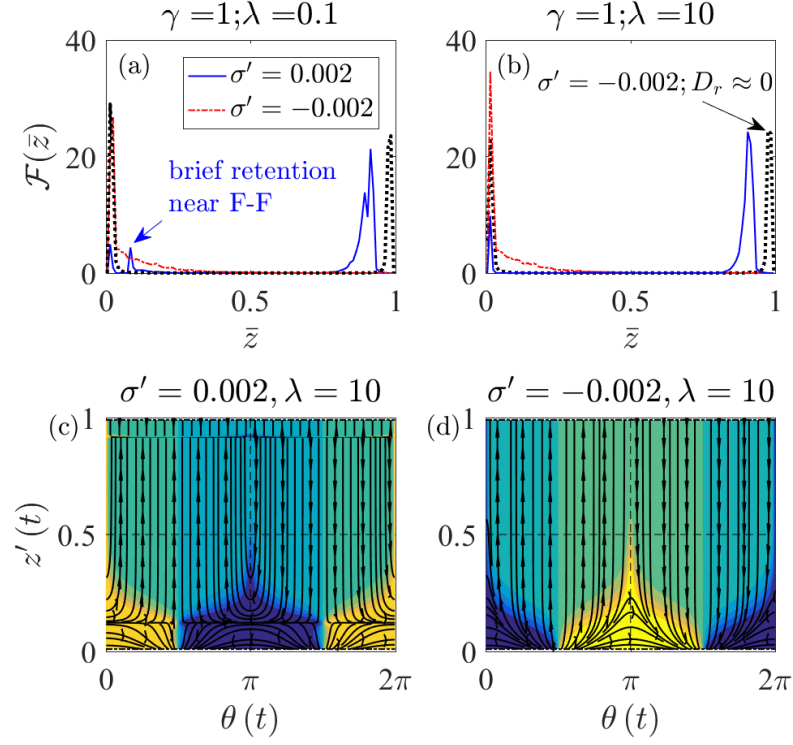 γ = 1; λ = 0.1
γ = 1; λ = 10
40
(a)
σ′ = 0.002
σ′ = −0.002
brief retention
near F-F
20
0
F(z̄)
0
0.5
1
z̄
40
(b)
σ′ = −0.002; D_r ≈ 0
20
0
0
0.5
1
z̄
σ′ = 0.002, λ = 10
σ′ = −0.002, λ = 10
1
(c)
0.5
0
z′(t)
0
π
2π
θ(t)
1
(d)
0.5
0
0
π
2π
θ(t)